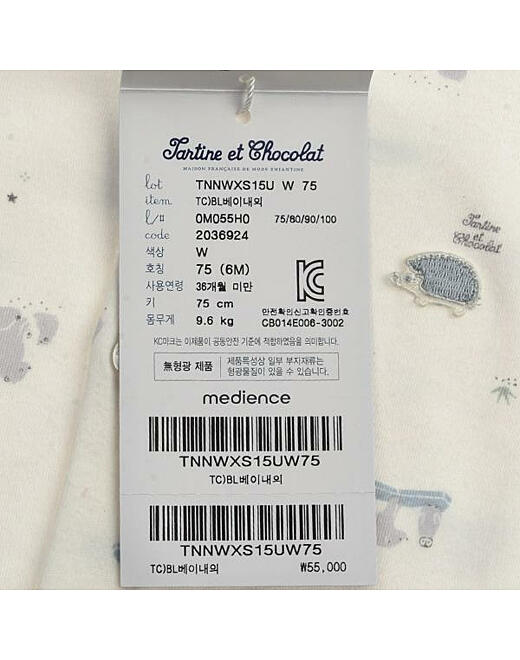 Tartine et Chocolat
MAISON FRANÇAISE DE MODE ENFANTINE
lot TNNWXS15U W 75
item TC)BL베이내의
l/# 0M055H0 75/80/90/100
code 2036924
색상 W
호칭 75 (6M)
사용연령 36개월 미만
키 75 cm
몸무게 9.6 kg
안전확인신고확인증번호
CB014E006-3002
KC마크는 이제품이 공동안전 기준에 적합하였음을 의미합니다.
無형광 제품
제품특성상 일부 부자재류는
형광물질이 있을 수 있습니다.
medience
TNNWXS15UW75
TC)BL베이내의
TNNWXS15UW75
TC)BL베이내의 ₩55,000
Tartine
et
Chocolat